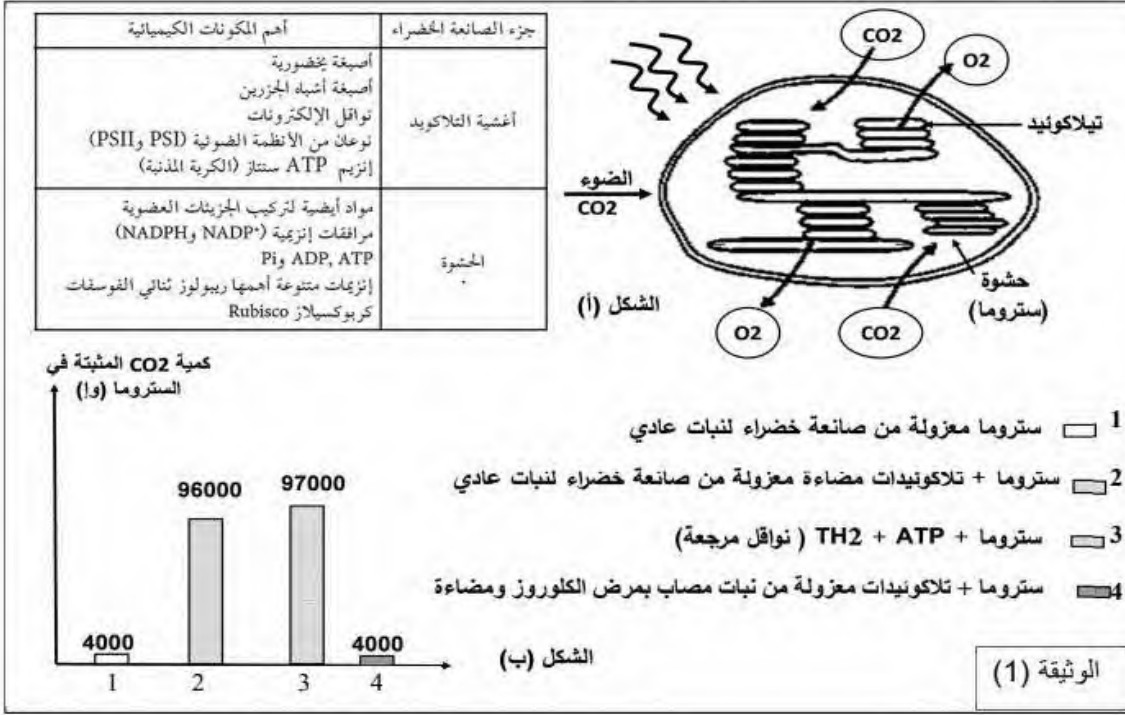 جزء الصانعة الخضراء
أهم المكونات الكيميائية
أغشية التلاكويد
أصبغة يخضورية
أصبغة أشباه الجزرين
نواقل الإلكترونات
نوعان من الأنظمة الضوئية (PSI وPSII)
إنزيم ATP سنتاز (الكرية المذنبة)
الحشوة
مواد أيضية لتركيب الجزيئات العضوية
مرافقات إنزيمية (NADP⁺ وNADPH)
ADP, ATP وPi
إنزيمات متنوعة أهمها ريبولوز ثنائي الفوسفات
كربوكسيلاز Rubisco
CO2
O2
تيلاكوئيد
الضوء
CO2
حشوة
(ستروما)
الشكل (أ)
O2
CO2
كمية CO2 المثبتة في
الستروما (وإ)
4000
96000
97000
4000
1 2 3 4
الشكل (ب)
1 ستروما معزولة من صانعة خضراء لنبات عادي
2 ستروما + تلاكوئيدات مضاءة معزولة من صانعة خضراء لنبات عادي
3 ستروما + TH2 + ATP ( نواقل مرجعة)
4 ستروما + تلاكوئيدات معزولة من نبات مصاب بمرض الكلوروز ومضاءة
الوثيقة (1)